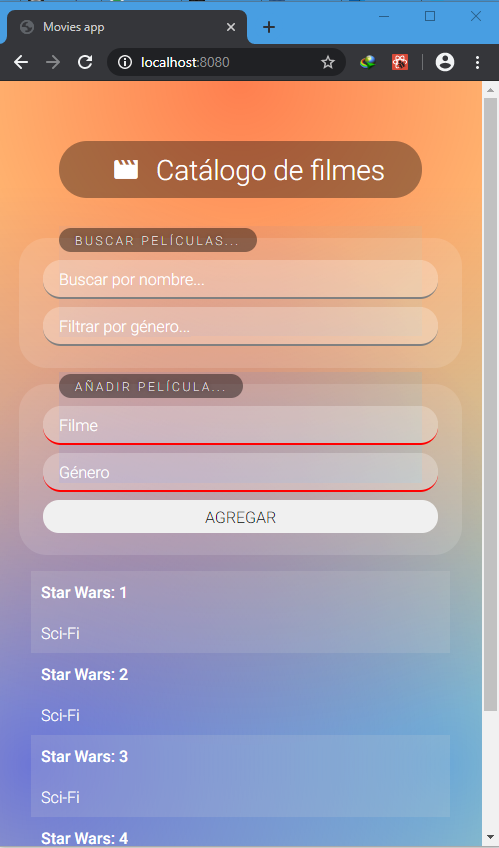 Movies app
localhost:8080
Catálogo de filmes
BUSCAR PELÍCULAS...
Buscar por nombre...
Filtrar por género...
AÑADIR PELÍCULA...
Filme
Género
AGREGAR
Star Wars: 1
Sci-Fi
Star Wars: 2
Sci-Fi
Star Wars: 3
Sci-Fi
Star Wars: 4